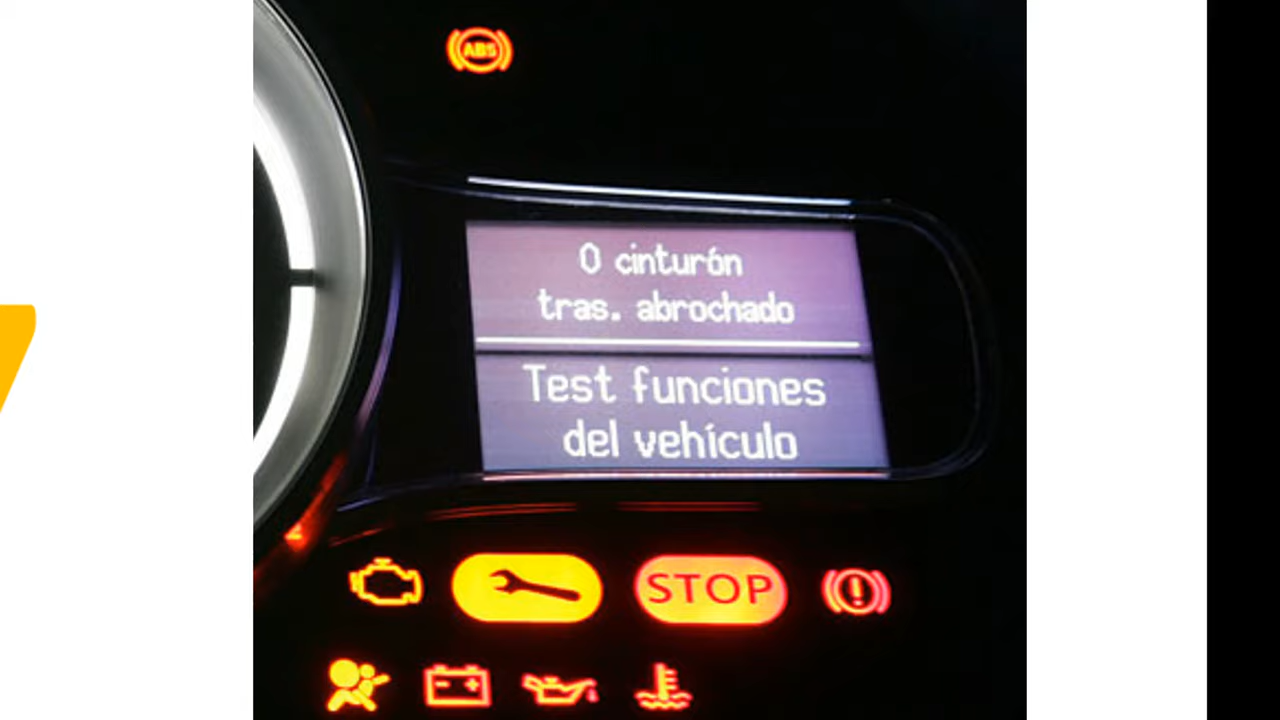 ABS
0 cinturón
tras. abrochado
Test funciones
del vehículo
STOP